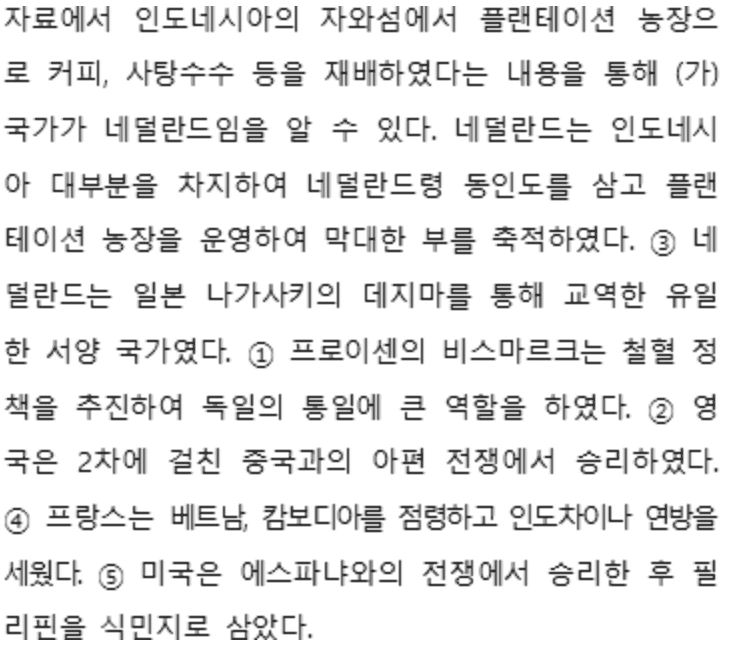 자료에서 인도네시아의 자와섬에서 플랜테이션 농장으
로 커피, 사탕수수 등을 재배하였다는 내용을 통해 (가)
국가가 네덜란드임을 알 수 있다. 네덜란드는 인도네시
아 대부분을 차지하여 네덜란드령 동인도를 삼고 플랜
테이션 농장을 운영하여 막대한 부를 축적하였다. ③ 네
덜란드는 일본 나가사키의 데지마를 통해 교역한 유일
한 서양 국가였다. ① 프로이센의 비스마르크는 철혈 정
책을 추진하여 독일의 통일에 큰 역할을 하였다. ② 영
국은 2차에 걸친 중국과의 아편 전쟁에서 승리하였다.
④ 프랑스는 베트남, 캄보디아를 점령하고 인도차이나 연방을
세웠다. ⑤ 미국은 에스파냐와의 전쟁에서 승리한 후 필
리핀을 식민지로 삼았다.